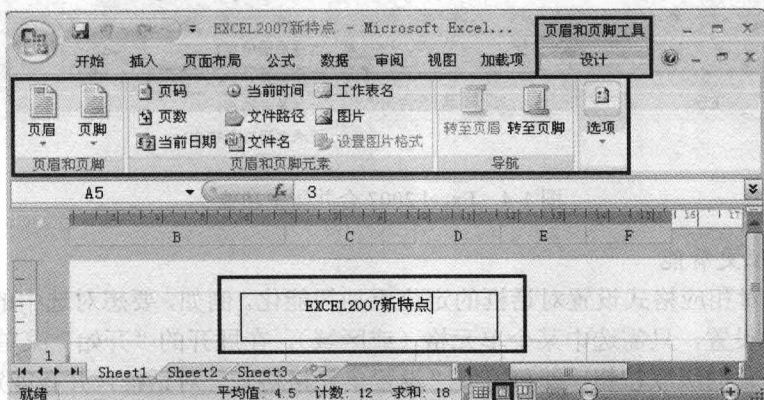 EXCEL2007新特点 - Microsoft Excel... 页眉和页脚工具
开始 插入 页面布局 公式 数据 审阅 视图 加载项 设计
页眉 页脚 页码 当前时间 工作表名
页数 文件路径 图片 转至页眉 转至页脚 选项
当前日期 文件名 设置图片格式
页眉和页脚 页眉和页脚元素 导航
A5 fx 3
B C D E F
EXCEL2007新特点
1
Sheet1 Sheet2 Sheet3
就绪 平均值: 4.5 计数: 12 求和: 18